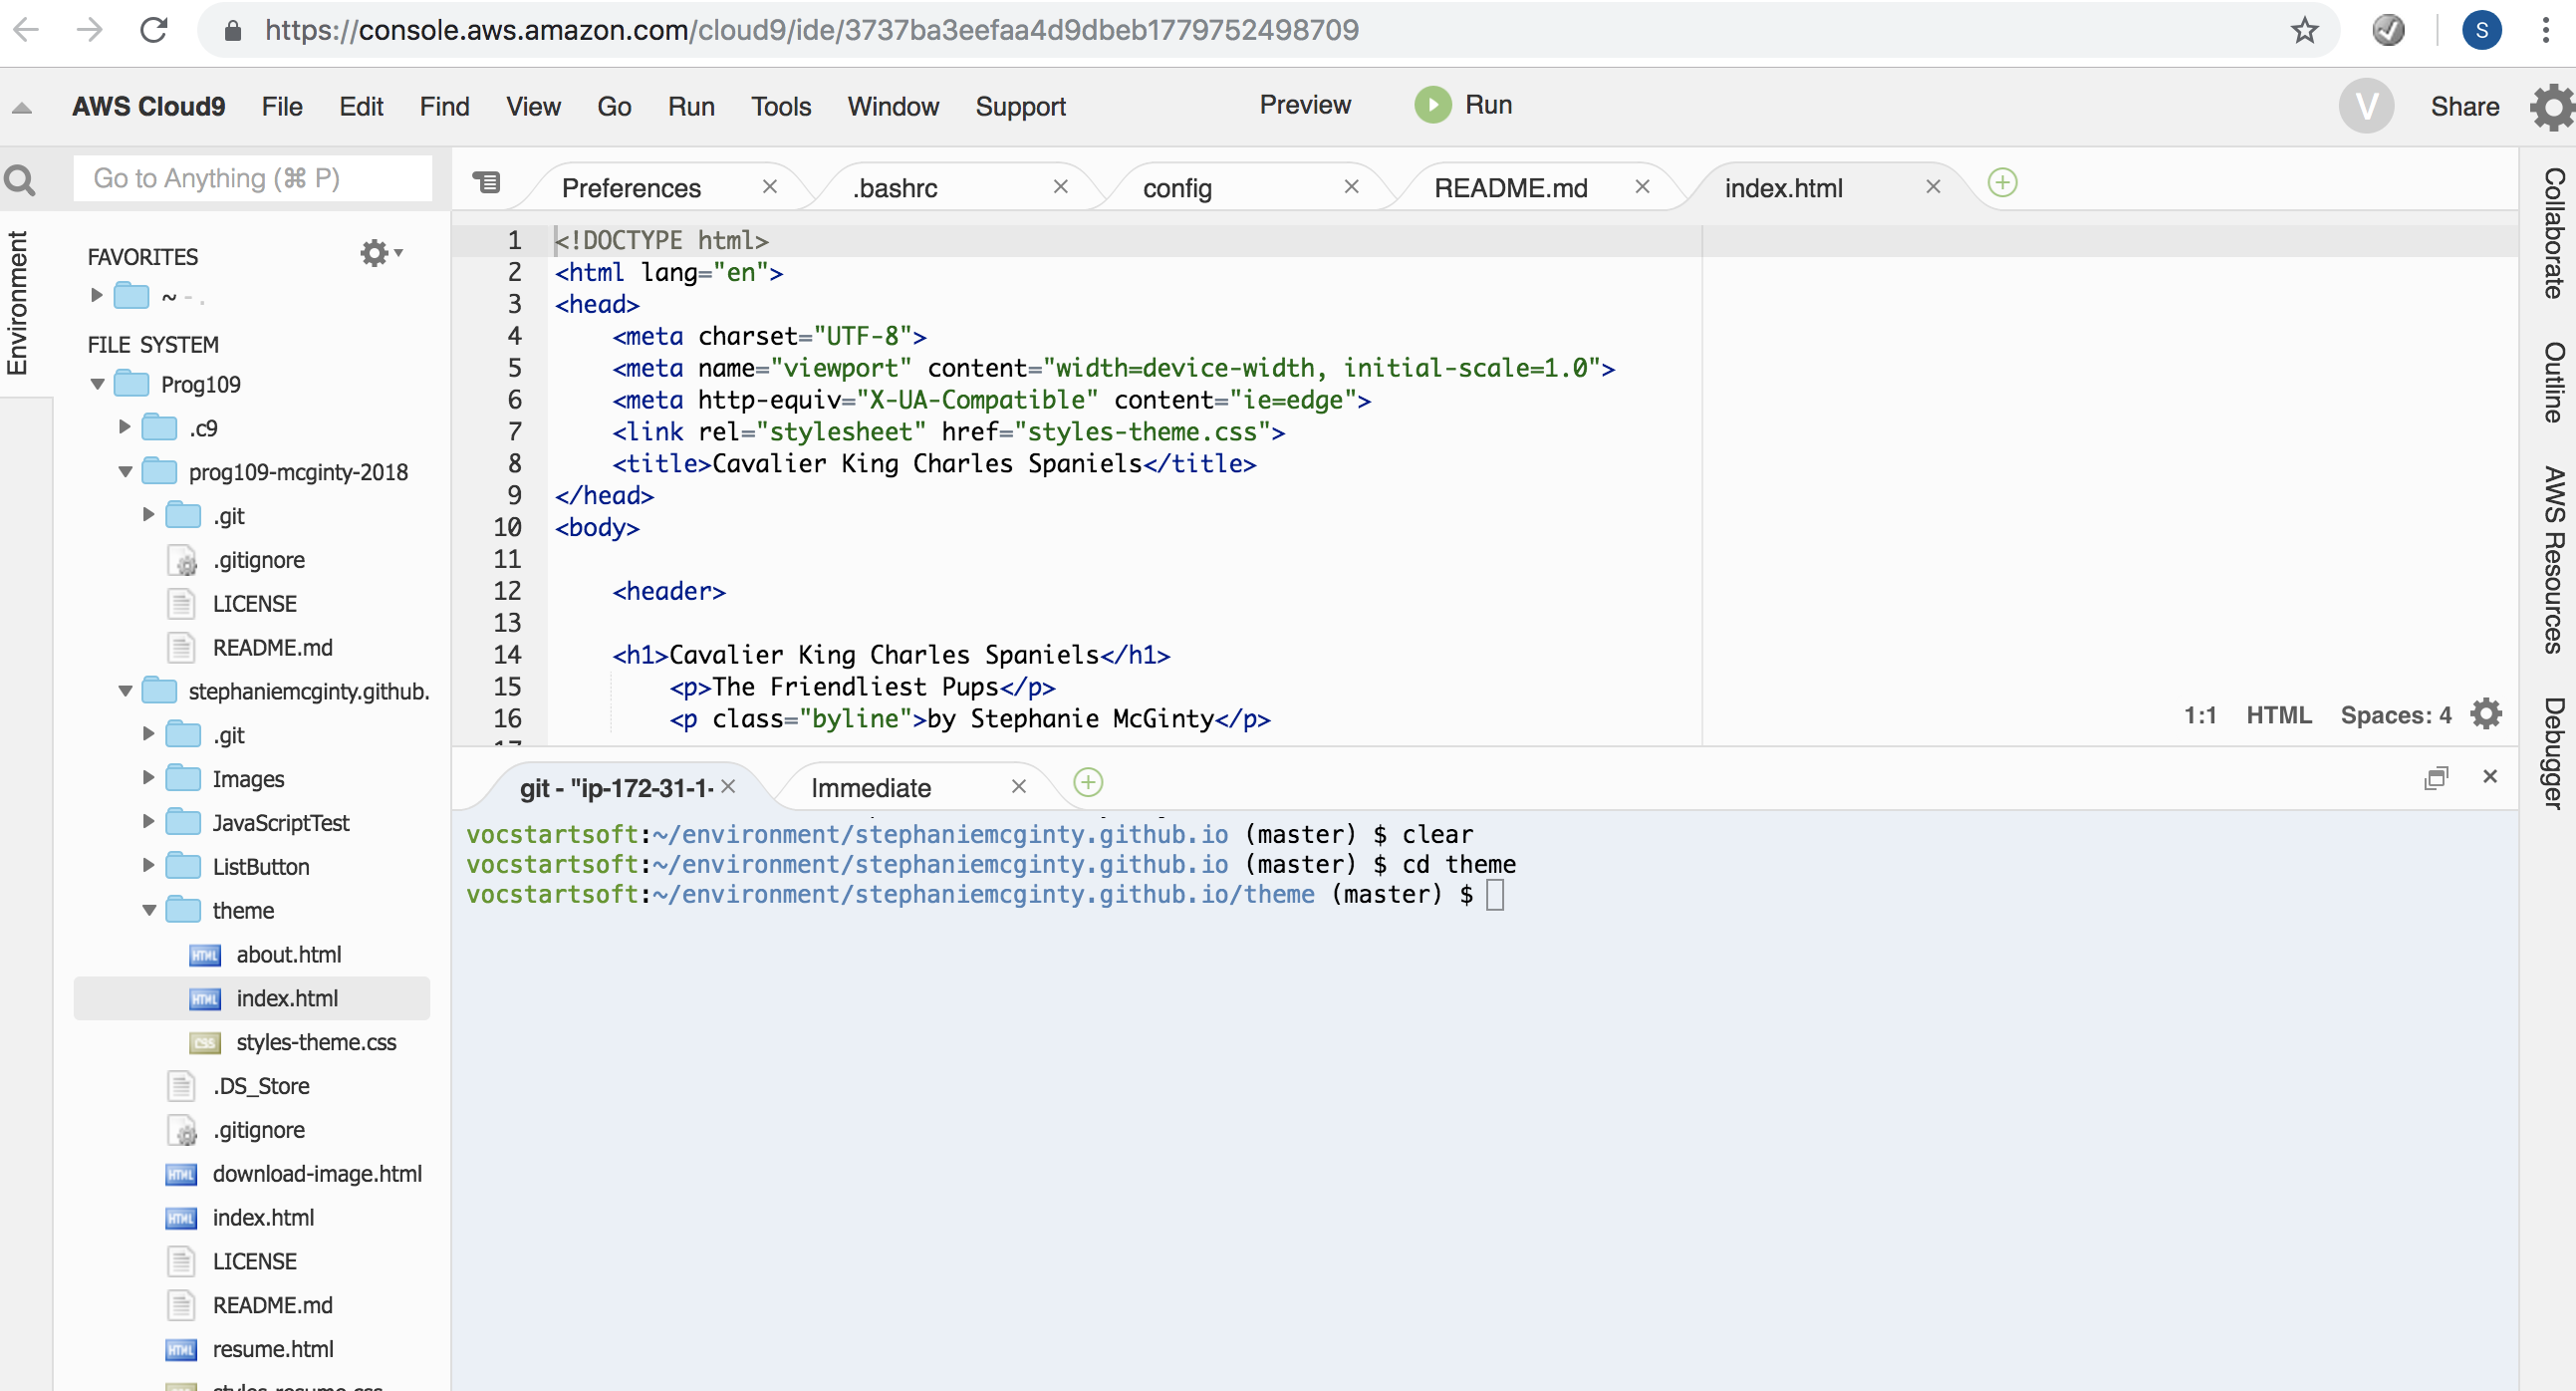 https://console.aws.amazon.com/cloud9/ide/3737ba3eefaa4d9dbeb1779752498709
S
AWS Cloud9 File Edit Find View Go Run Tools Window Support Preview Run V Share
Go to Anything (⌘ P)
Preferences .bashrc config README.md index.html
Environment
FAVORITES
~ - .
FILE SYSTEM
Prog109
.c9
prog109-mcginty-2018
.git
.gitignore
LICENSE
README.md
stephaniemcginty.github.
.git
Images
JavaScriptTest
ListButton
theme
about.html
index.html
styles-theme.css
.DS_Store
.gitignore
download-image.html
index.html
LICENSE
README.md
resume.html
1 <!DOCTYPE html>
2 <html lang="en">
3 <head>
4 <meta charset="UTF-8">
5 <meta name="viewport" content="width=device-width, initial-scale=1.0">
6 <meta http-equiv="X-UA-Compatible" content="ie=edge">
7 <link rel="stylesheet" href="styles-theme.css">
8 <title>Cavalier King Charles Spaniels</title>
9 </head>
10 <body>
11
12 <header>
13
14 <h1>Cavalier King Charles Spaniels</h1>
15 <p>The Friendliest Pups</p>
16 <p class="byline">by Stephanie McGinty</p>
1:1 HTML Spaces: 4
git - "ip-172-31-1- Immediate
vocstartsoft:~/environment/stephaniemcginty.github.io (master) $ clear
vocstartsoft:~/environment/stephaniemcginty.github.io (master) $ cd theme
vocstartsoft:~/environment/stephaniemcginty.github.io/theme (master) $
Collaborate
Outline
AWS Resources
Debugger
HTML
HTML
CSS
HTML
HTML
HTML